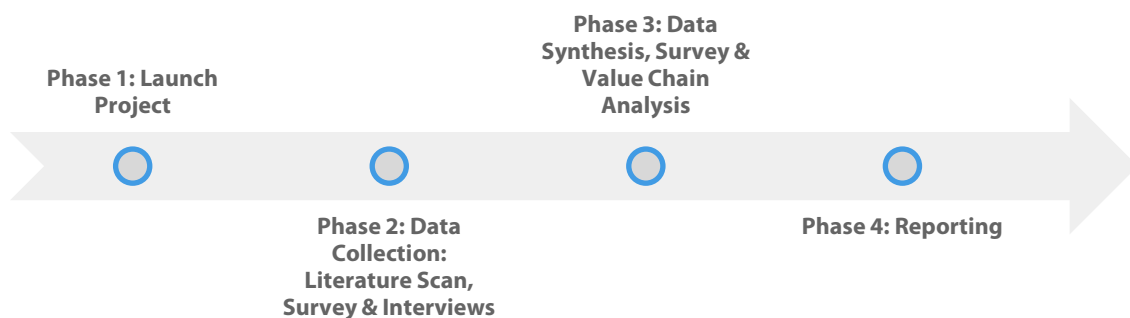 Phase 1: Launch
Project
Phase 2: Data
Collection:
Literature Scan,
Survey & Interviews
Phase 3: Data
Synthesis, Survey &
Value Chain
Analysis
Phase 4: Reporting